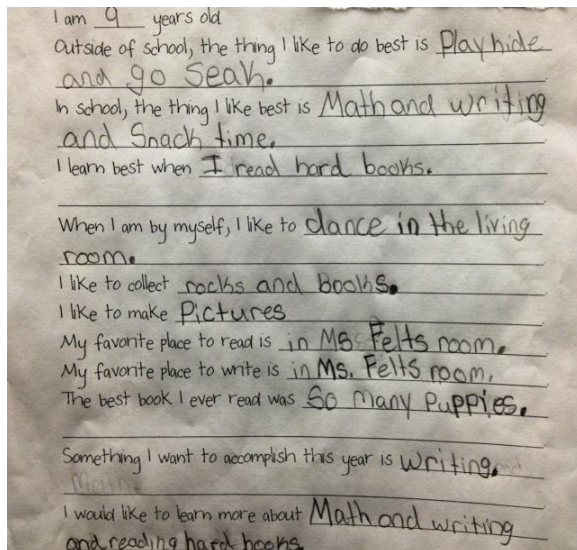 I am 9 years old
Outside of school, the thing I like to do best is Play hide
and go Seak.
In school, the thing I like best is Math and writing
and Snack time.
I learn best when I read hard books.
When I am by myself, I like to dance in the living
room.
I like to collect rocks and books.
I like to make Pictures
My favorite place to read is in Ms Felts room.
My favorite place to write is in Ms. Felts room.
The best book I ever read was So Many Puppies.
Something I want to accomplish this year is writing. and
Math.
I would like to learn more about Math and writing
and reading hard books